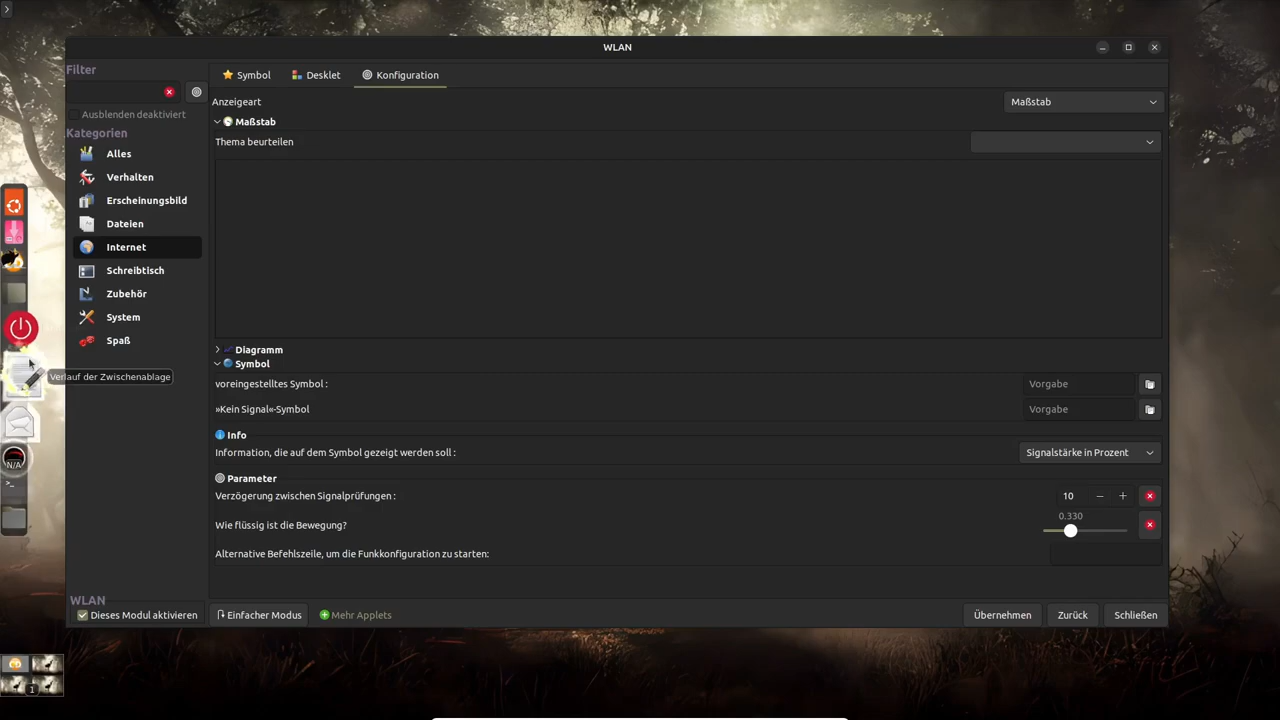 WLAN
Filter
Symbol
Desklet
Konfiguration
Ausblenden deaktiviert
Kategorien
Alles
Verhalten
Erscheinungsbild
Dateien
Internet
Schreibtisch
Zubehör
System
Spaß
Anzeigeart
Maßstab
Maßstab
Thema beurteilen
Diagramm
Symbol
voreingestelltes Symbol :
Vorgabe
»Kein Signal«-Symbol
Vorgabe
Info
Information, die auf dem Symbol gezeigt werden soll :
Signalstärke in Prozent
Parameter
Verzögerung zwischen Signalprüfungen :
10
Wie flüssig ist die Bewegung?
0.330
Alternative Befehlszeile, um die Funkkonfiguration zu starten:
Verlauf der Zwischenablage
N/A
WLAN
Dieses Modul aktivieren
Einfacher Modus
Mehr Applets
Übernehmen
Zurück
Schließen
1